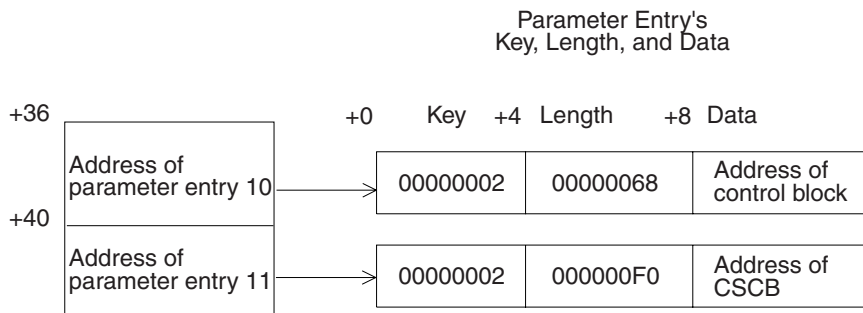 Parameter Entry's
Key, Length, and Data
+36
+0 Key +4 Length +8 Data
Address of
parameter entry 10
00000002 00000068 Address of
control block
+40
Address of
parameter entry 11
00000002 000000F0 Address of
CSCB